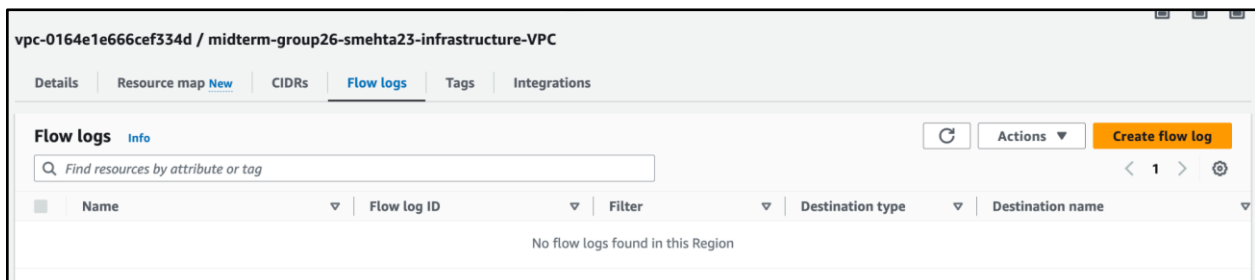 vpc-0164e1e666cef334d / midterm-group26-smehta23-infrastructure-VPC
Details Resource map New CIDRs Flow logs Tags Integrations
Flow logs Info Actions Create flow log
Find resources by attribute or tag 1
Name Flow log ID Filter Destination type Destination name
No flow logs found in this Region